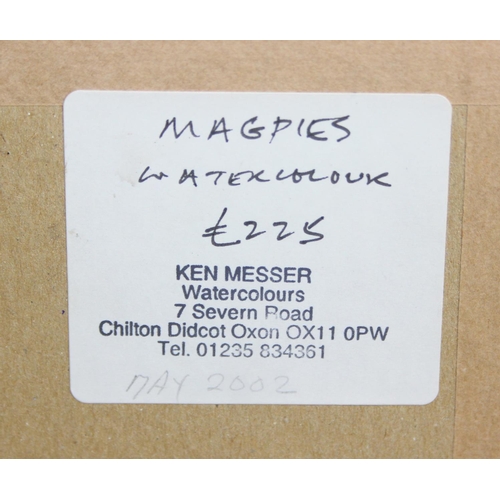 MAGPIES
WATERCOLOUR
£225
KEN MESSER
Watercolours
7 Severn Road
Chilton Didcot Oxon OX11 0PW
Tel. 01235 834361
MAY 2002